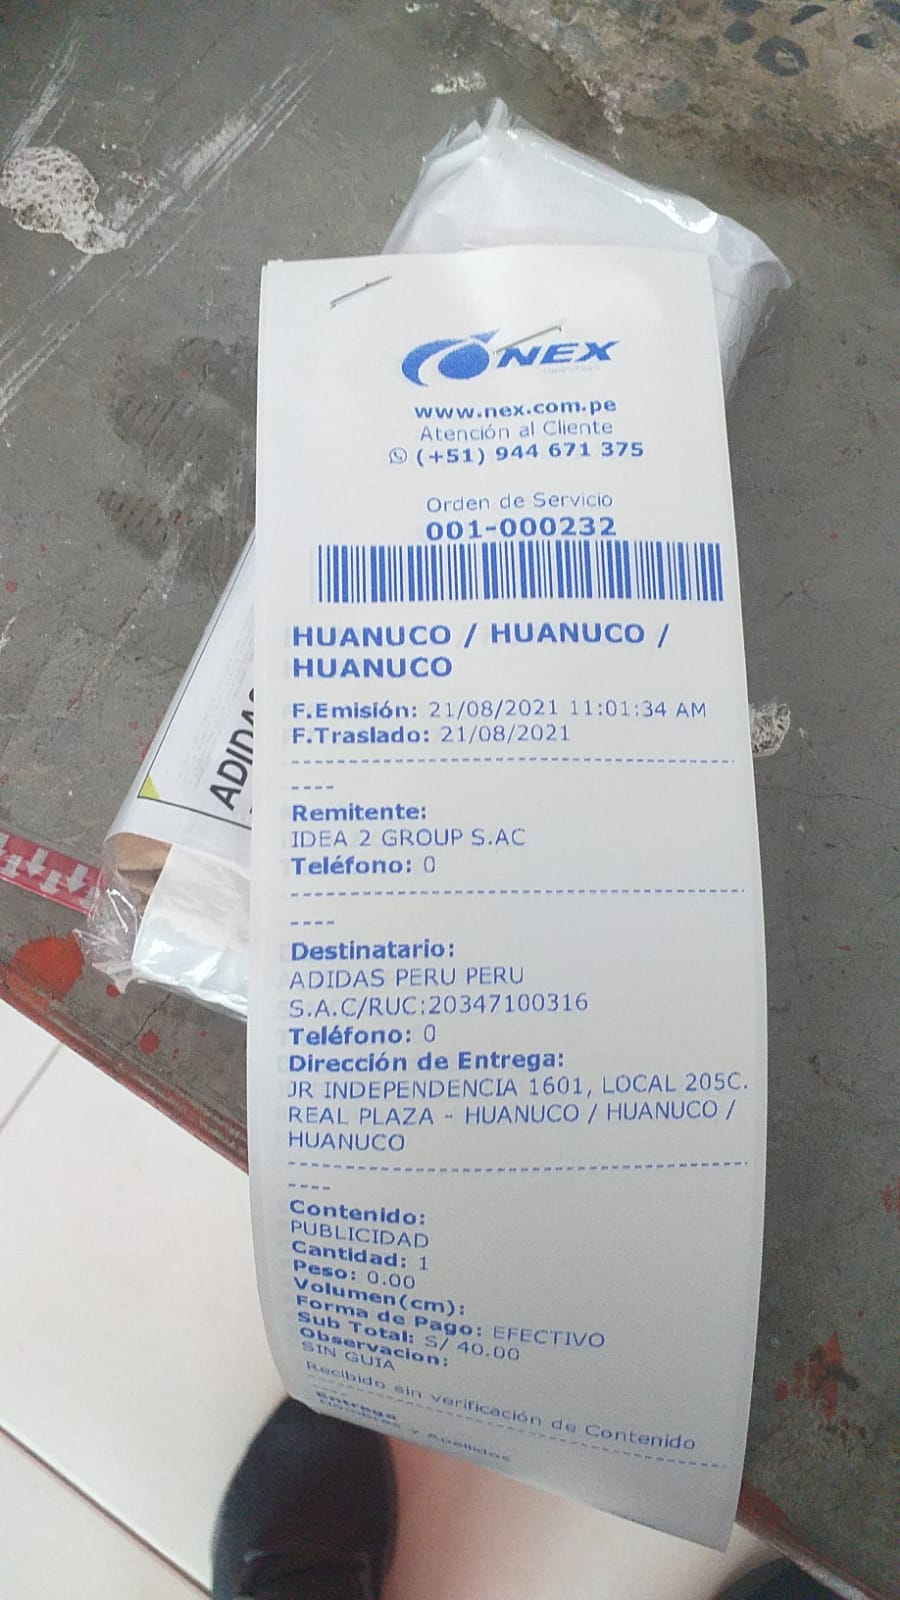 NEX
www.nex.com.pe
Atención al Cliente
(+51) 944 671 375
Orden de Servicio
001-000232
HUANUCO / HUANUCO /
HUANUCO
F.Emisión: 21/08/2021 11:01:34 AM
F.Traslado: 21/08/2021
----------------------------------------
----
Remitente:
IDEA 2 GROUP S.AC
Teléfono: 0
----------------------------------------
----
Destinatario:
ADIDAS PERU PERU
S.A.C/RUC:20347100316
Teléfono: 0
Dirección de Entrega:
JR INDEPENDENCIA 1601, LOCAL 205C.
REAL PLAZA - HUANUCO / HUANUCO /
HUANUCO
----------------------------------------
----
Contenido:
PUBLICIDAD
Cantidad: 1
Peso: 0.00
Volumen(cm):
Forma de Pago: EFECTIVO
Sub Total: S/ 40.00
Observacion:
SIN GUIA
Recibido sin verificación de Contenido
----------------------------------------
----
Entrega
Nombres y Apellidos
ADIDAS